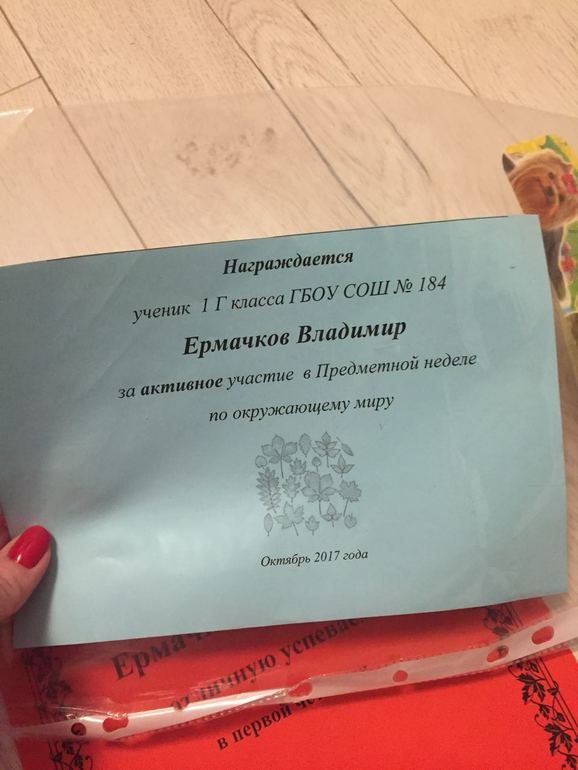 Награждается
ученик 1 Г класса ГБОУ СОШ № 184
Ермачков Владимир
за активное участие в Предметной неделе
по окружающему миру
Октябрь 2017 года
в первой